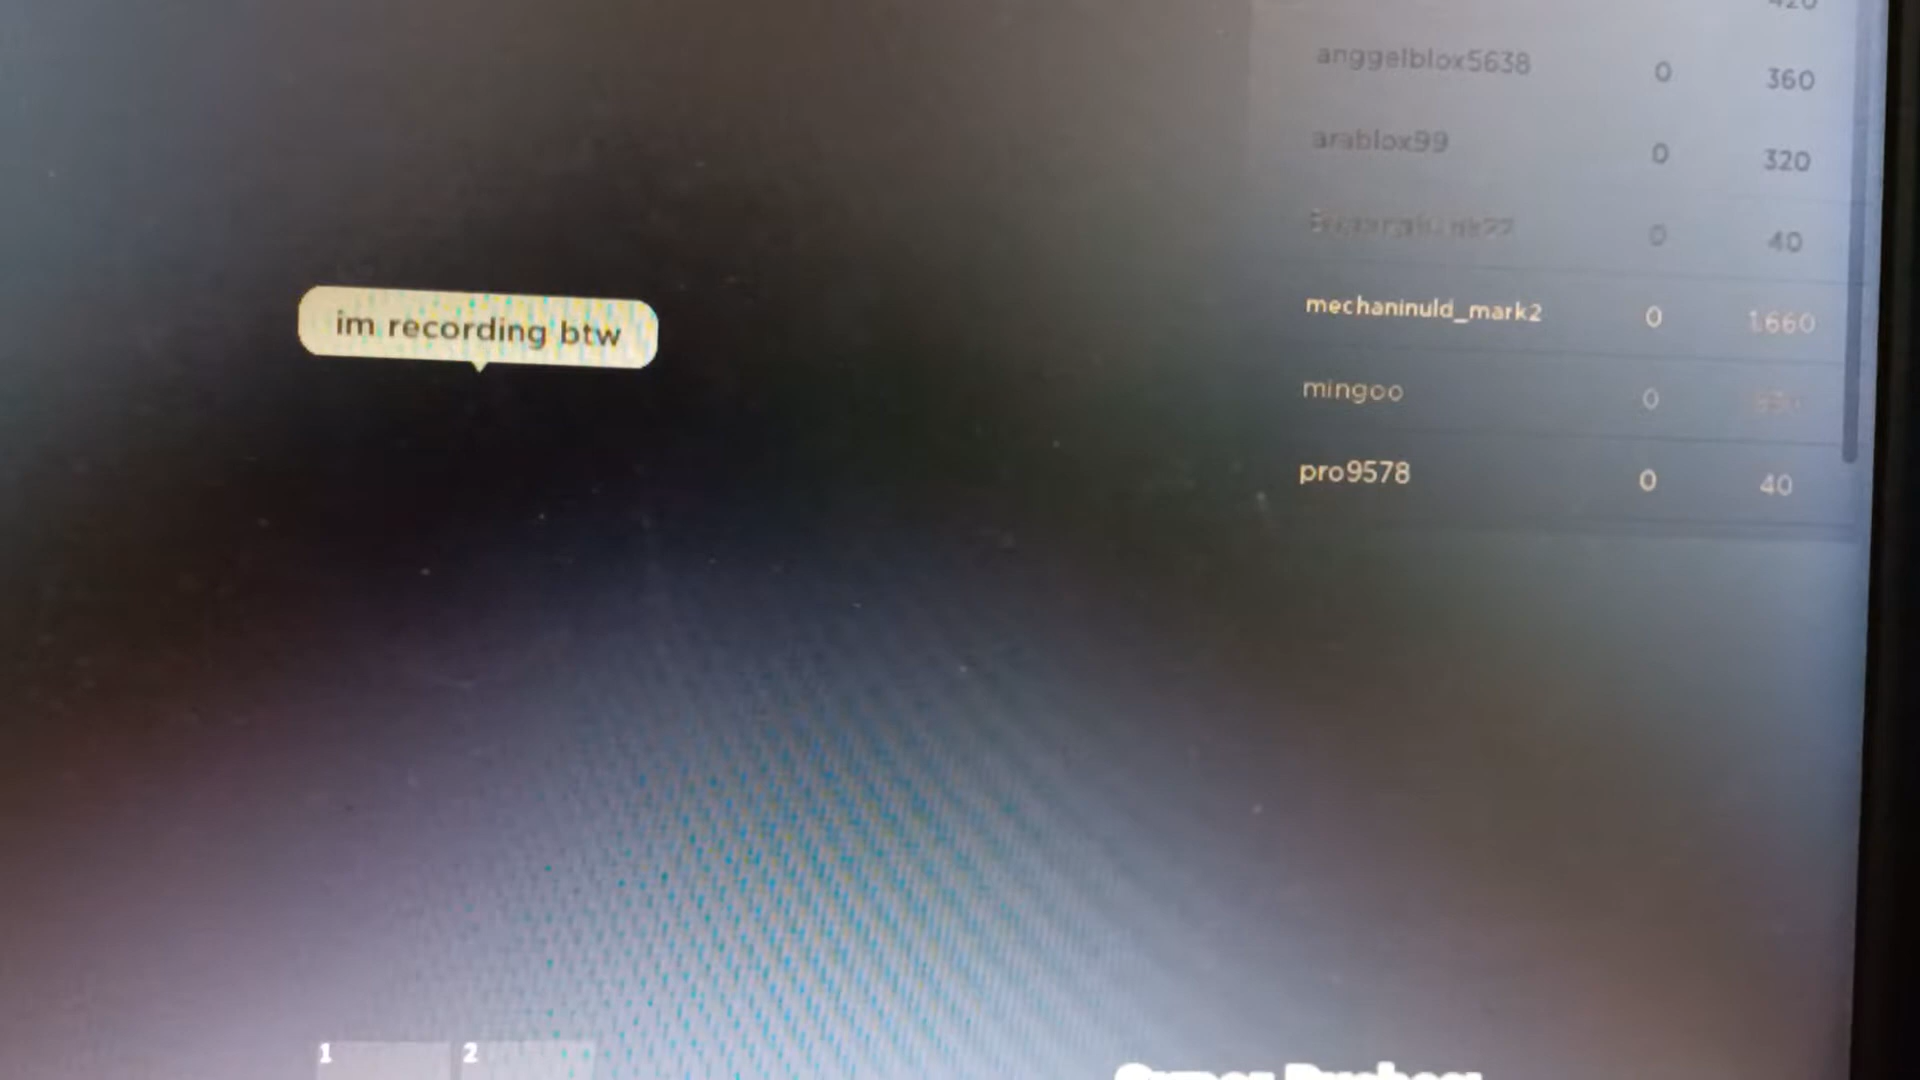 anggelblox5638 0 360
arablox99 0 320
0 40
im recording btw
mechaninuld_mark2 0 1660
mingoo 0
pro9578 0 40
1 2